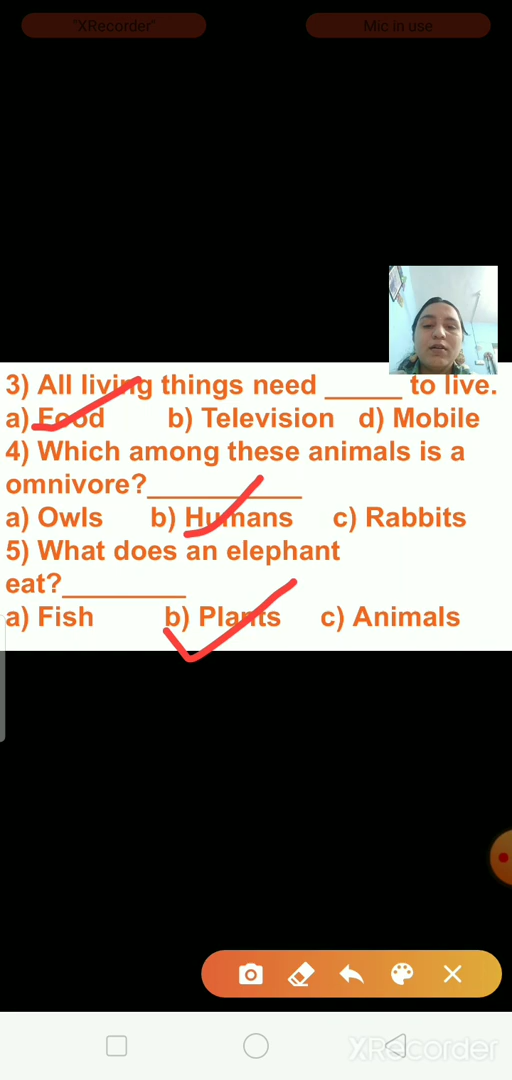 "XRecorder"
Mic in use
3) All living things need _____ to live.
a) Food b) Television d) Mobile
4) Which among these animals is a
omnivore?__________
a) Owls b) Humans c) Rabbits
5) What does an elephant
eat?________
a) Fish b) Plants c) Animals
XRecorder